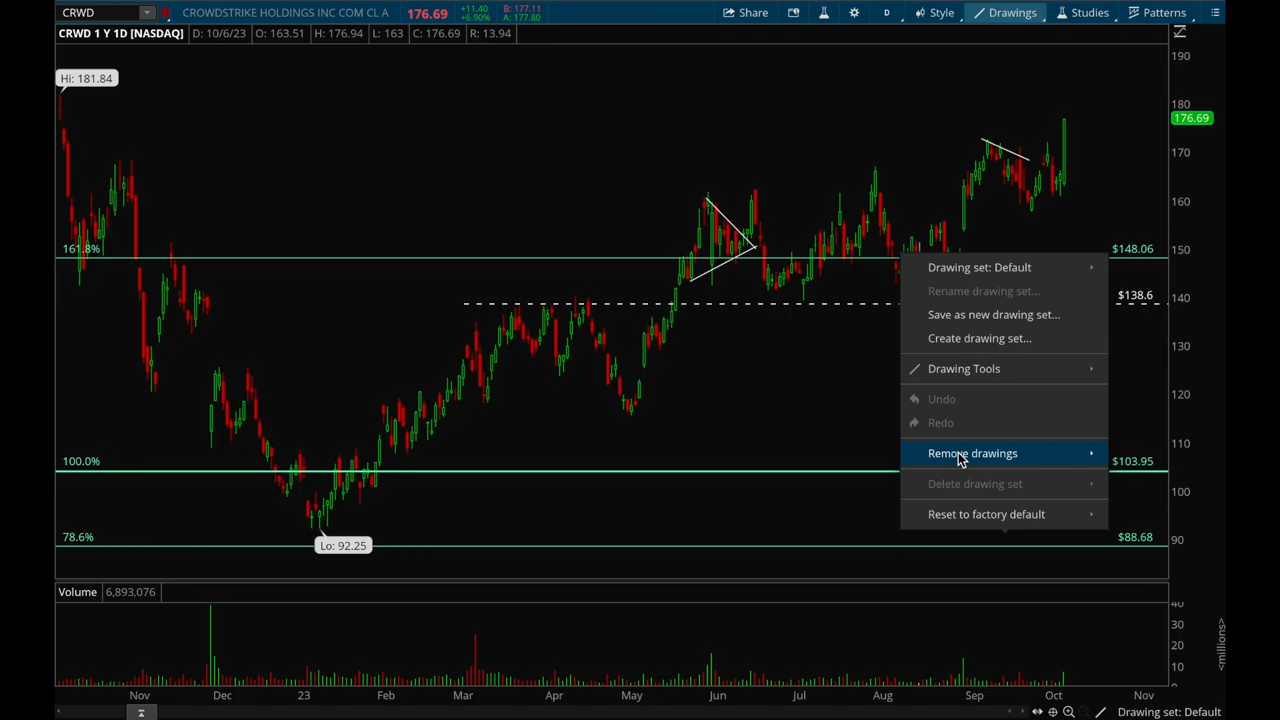 CRWD CROWDSTRIKE HOLDINGS INC COM CL A 176.69 +11.40 +6.90% B: 177.11 A: 177.80 Share D Style Drawings Studies Patterns
CRWD 1 Y 1D [NASDAQ] D: 10/6/23 O: 163.51 H: 176.94 L: 163 C: 176.69 R: 13.94
190
Hi: 181.84
180
176.69
170
160
161.8% $148.06 150
Drawing set: Default
Rename drawing set...
$138.6 140
Save as new drawing set...
Create drawing set...
130
Drawing Tools
120
Undo
Redo
110
Remove drawings
100.0% $103.95
Delete drawing set
100
Reset to factory default
78.6% $88.68 90
Lo: 92.25
Volume 6,893,076
40
30
20
10
0
<millions>
Nov Dec 23 Feb Mar Apr May Jun Jul Aug Sep Oct Nov
Drawing set: Default